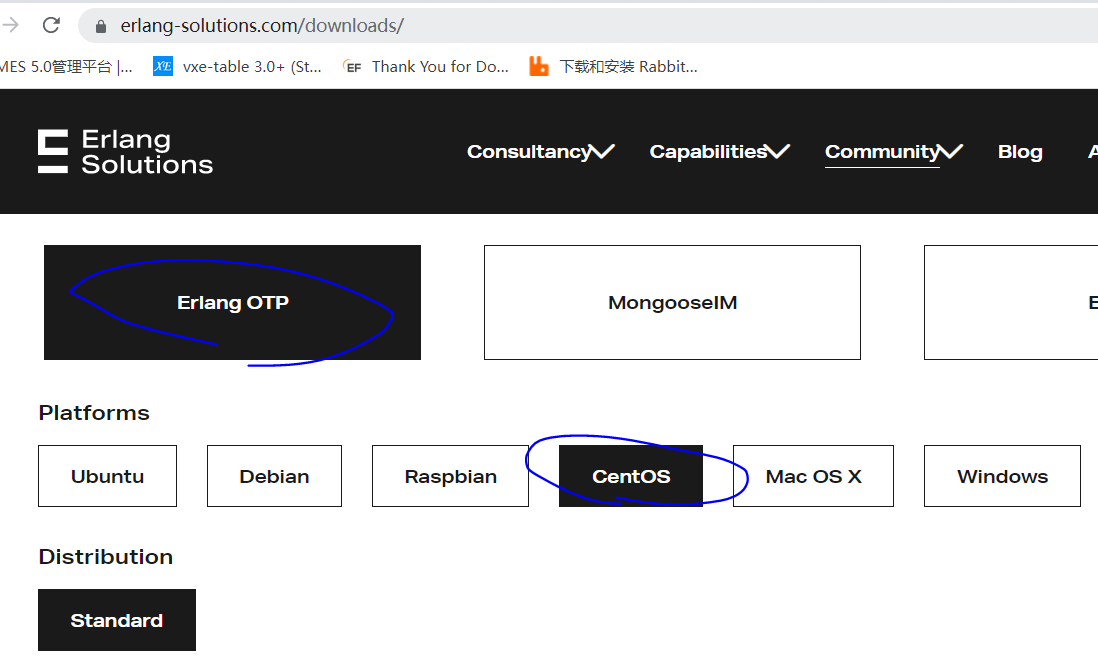 erlang-solutions.com/downloads/
MES 5.0管理平台 |... XE vxe-table 3.0+ (St... EF Thank You for Do... 下载和安装 Rabbit...
Erlang
Solutions
Consultancy Capabilities Community Blog
Erlang OTP MongooseIM
Platforms
Ubuntu Debian Raspbian CentOS Mac OS X Windows
Distribution
Standard